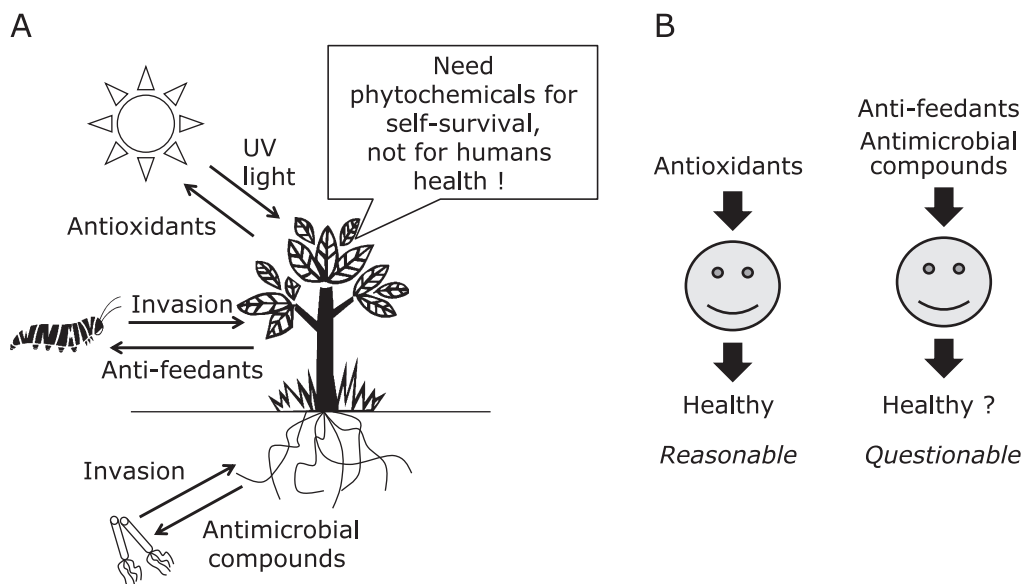 A
Need
phytochemicals for
self-survival,
not for humans
health !
UV
light
Antioxidants
Invasion
Anti-feedants
Invasion
Antimicrobial
compounds
B
Antioxidants
Anti-feedants
Antimicrobial
compounds
Healthy
Healthy ?
Reasonable
Questionable